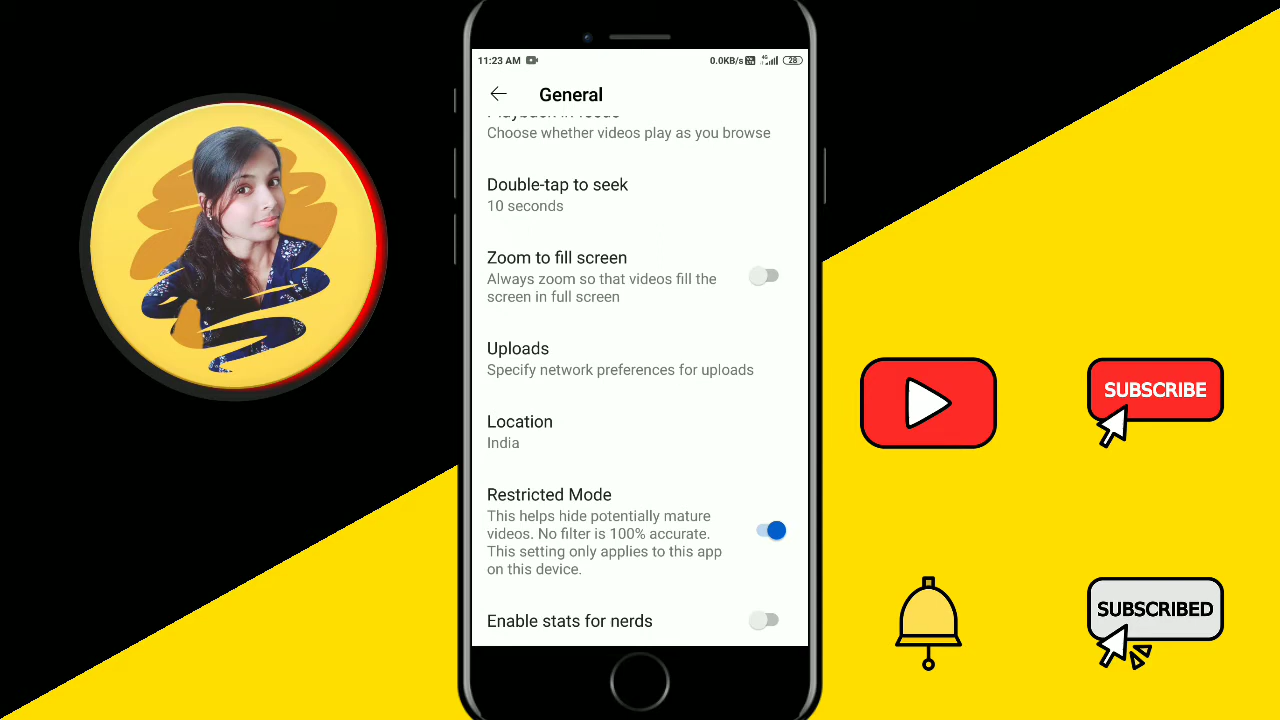 11:23 AM
0.0KB/s
4G
28
General
Choose whether videos play as you browse
Double-tap to seek
10 seconds
Zoom to fill screen
Always zoom so that videos fill the
screen in full screen
Uploads
Specify network preferences for uploads
Location
India
Restricted Mode
This helps hide potentially mature
videos. No filter is 100% accurate.
This setting only applies to this app
on this device.
Enable stats for nerds
SUBSCRIBE
SUBSCRIBED